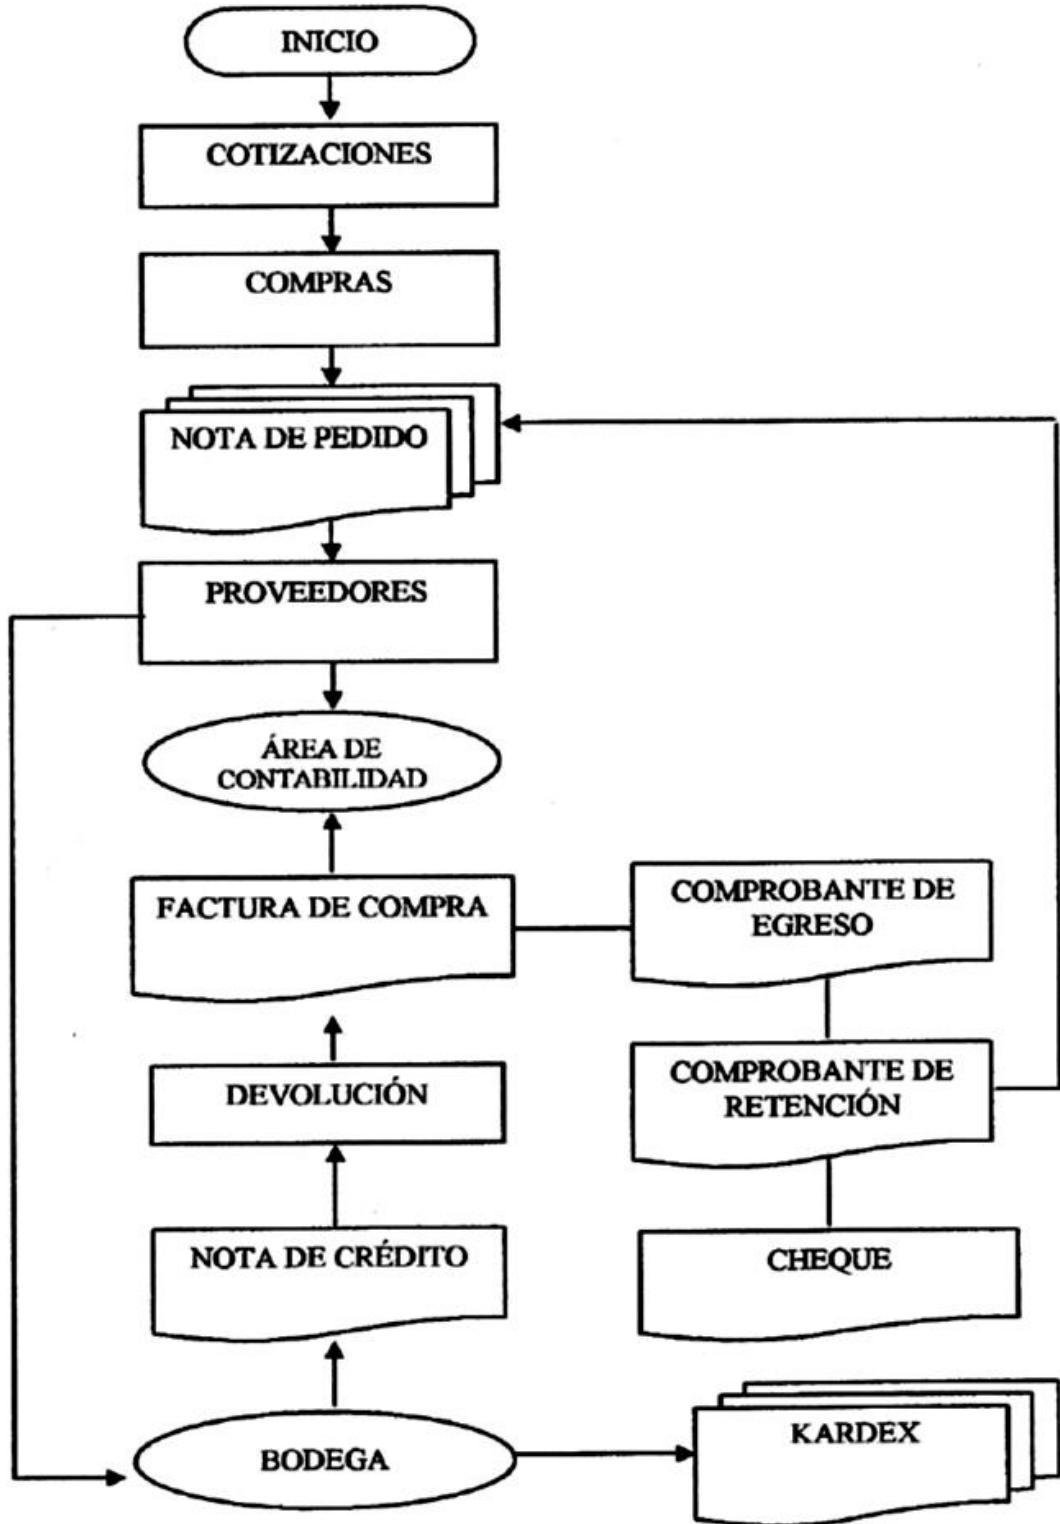 INICIO
COTIZACIONES
COMPRAS
NOTA DE PEDIDO
PROVEEDORES
ÁREA DE
CONTABILIDAD
FACTURA DE COMPRA
COMPROBANTE DE
EGRESO
DEVOLUCIÓN
COMPROBANTE DE
RETENCIÓN
NOTA DE CRÉDITO
CHEQUE
BODEGA
KARDEX